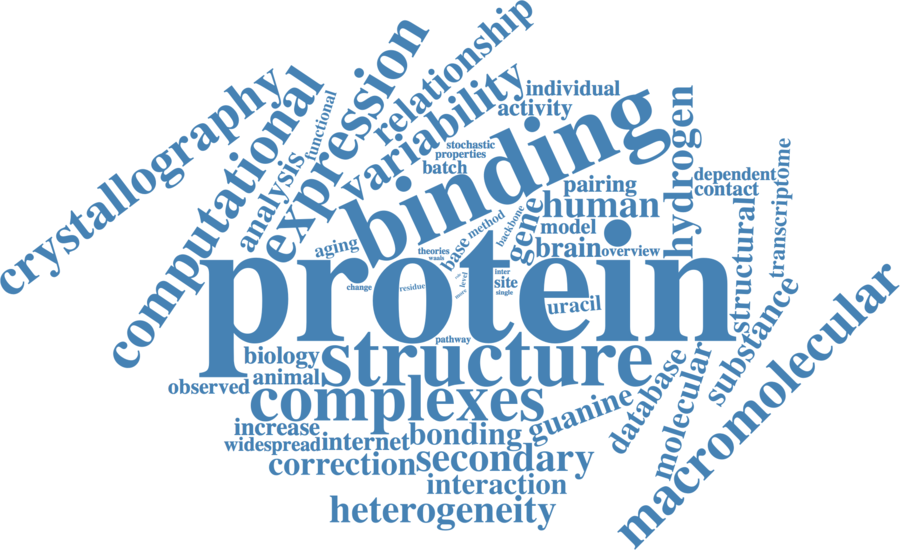 crystallography
computational
expression
relationship
variability
analysis
functional
individual
activity
binding
hydrogen
stochastic
properties
batch
dependent
contact
transcriptome
pairing
human
gene
backbone
method
model
base
aging
theories
waals
brain
overview
structural
protein
change
residue
level
inter
site
single
uracil
substance
pathway
biology
structure
animal
observed
complexes
database
molecular
macromolecular
guanine
increase
widespread
internet
bonding
correction
secondary
interaction
heterogeneity